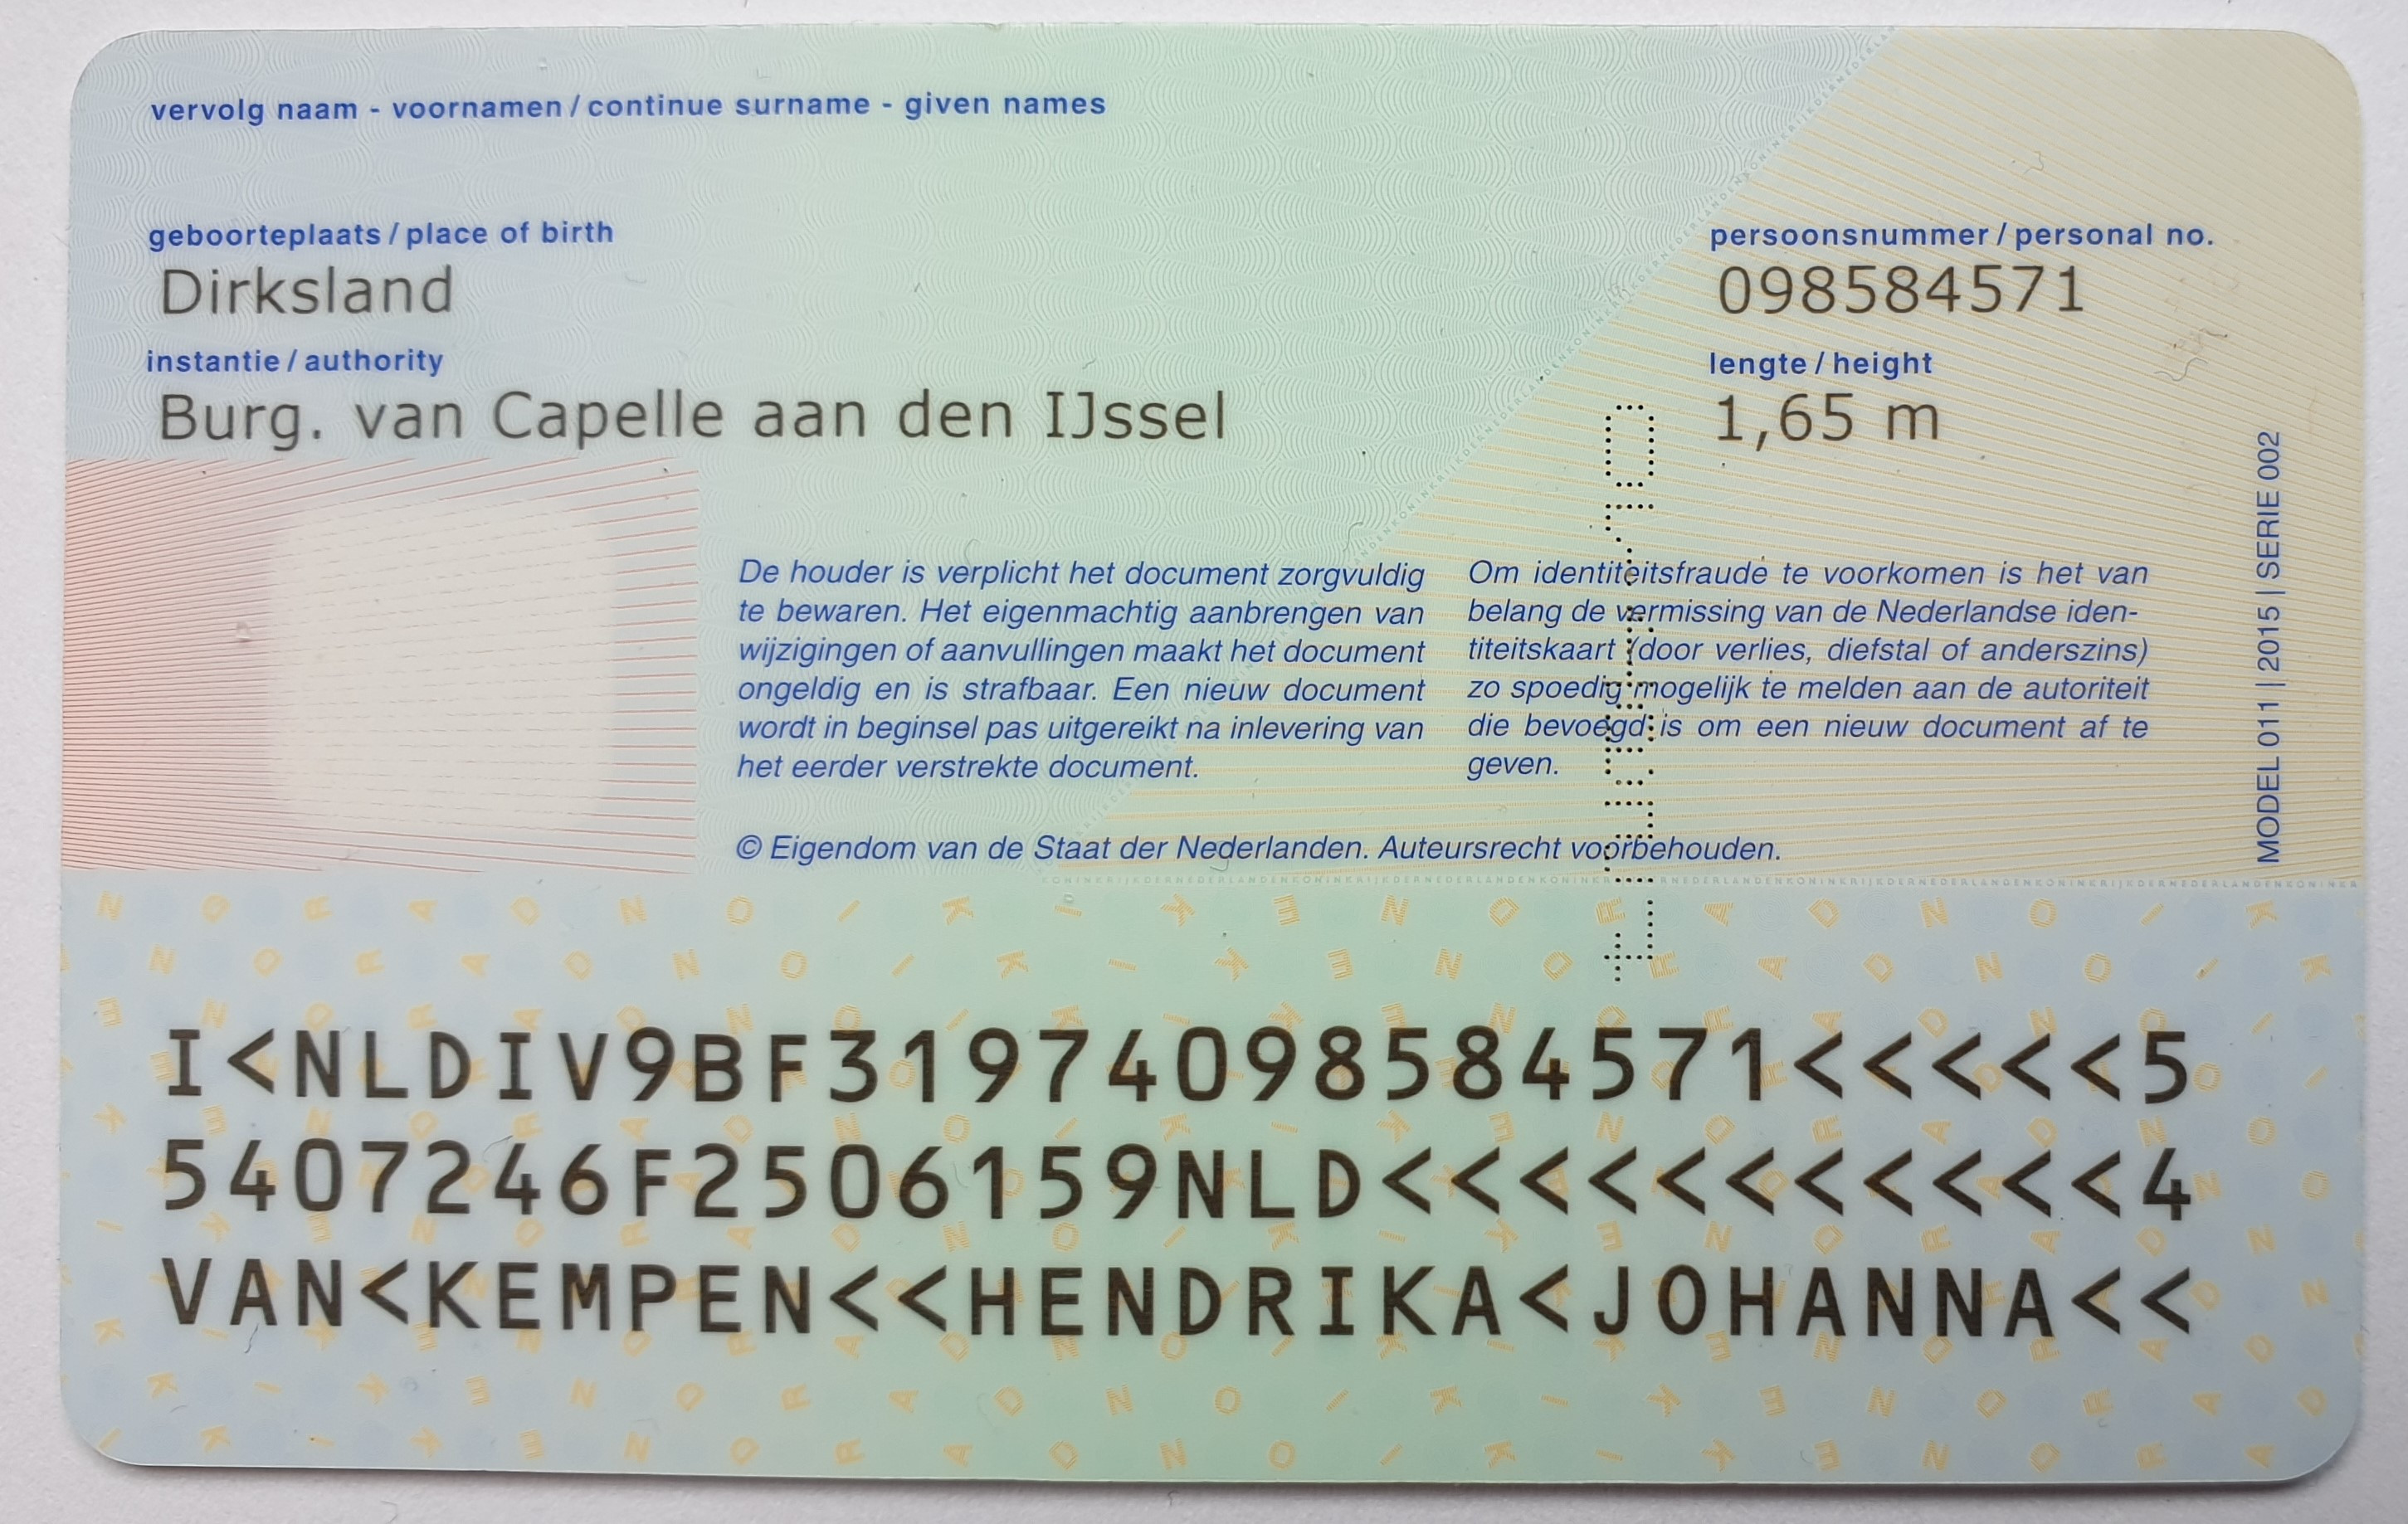 vervolg naam - voornamen / continue surname - given names
geboorteplaats / place of birth
Dirksland
persoonsnummer / personal no.
098584571
instantie / authority
Burg. van Capelle aan den IJssel
lengte / height
1,65 m
MODEL 011 | 2015 | SERIE 002
De houder is verplicht het document zorgvuldig
te bewaren. Het eigenmachtig aanbrengen van
wijzigingen of aanvullingen maakt het document
ongeldig en is strafbaar. Een nieuw document
wordt in beginsel pas uitgereikt na inlevering van
het eerder verstrekte document.
Om identiteitsfraude te voorkomen is het van
belang de vermissing van de Nederlandse iden-
titeitskaart (door verlies, diefstal of anderszins)
zo spoedig mogelijk te melden aan de autoriteit
die bevoegd is om een nieuw document af te
geven.
© Eigendom van de Staat der Nederlanden. Auteursrecht voorbehouden.
I<NLDIV9BF31974098584571<<<<<5
5407246F2506159NLD<<<<<<<<<<<4
VAN<KEMPEN<<HENDRIKA<JOHANNA<<